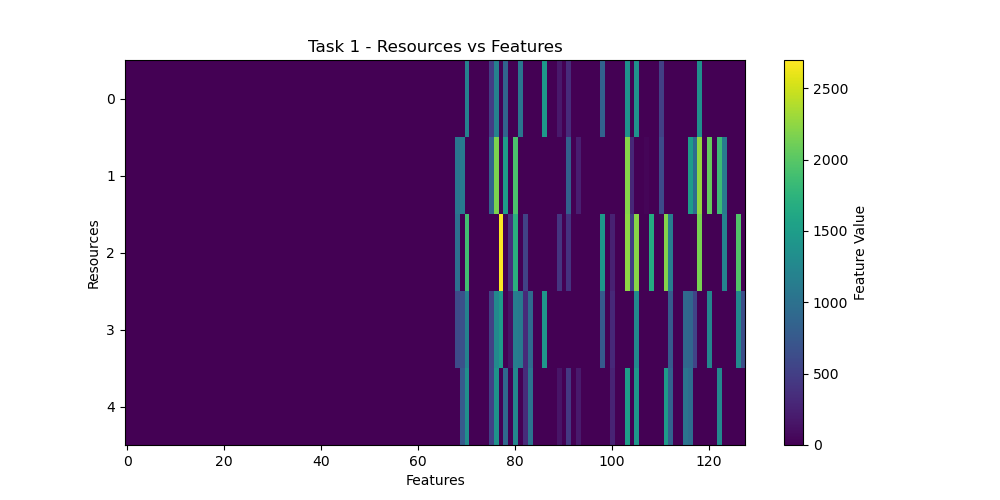 Task 1 - Resources vs Features
Resources
0
1
2
3
4
0 20 40 60 80 100 120
Features
2500
2000
1500
1000
500
0
Feature Value